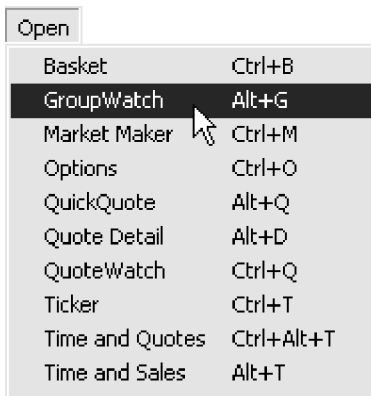 Open
Basket Ctrl+B
GroupWatch Alt+G
Market Maker Ctrl+M
Options Ctrl+O
QuickQuote Alt+Q
Quote Detail Alt+D
QuoteWatch Ctrl+Q
Ticker Ctrl+T
Time and Quotes Ctrl+Alt+T
Time and Sales Alt+T